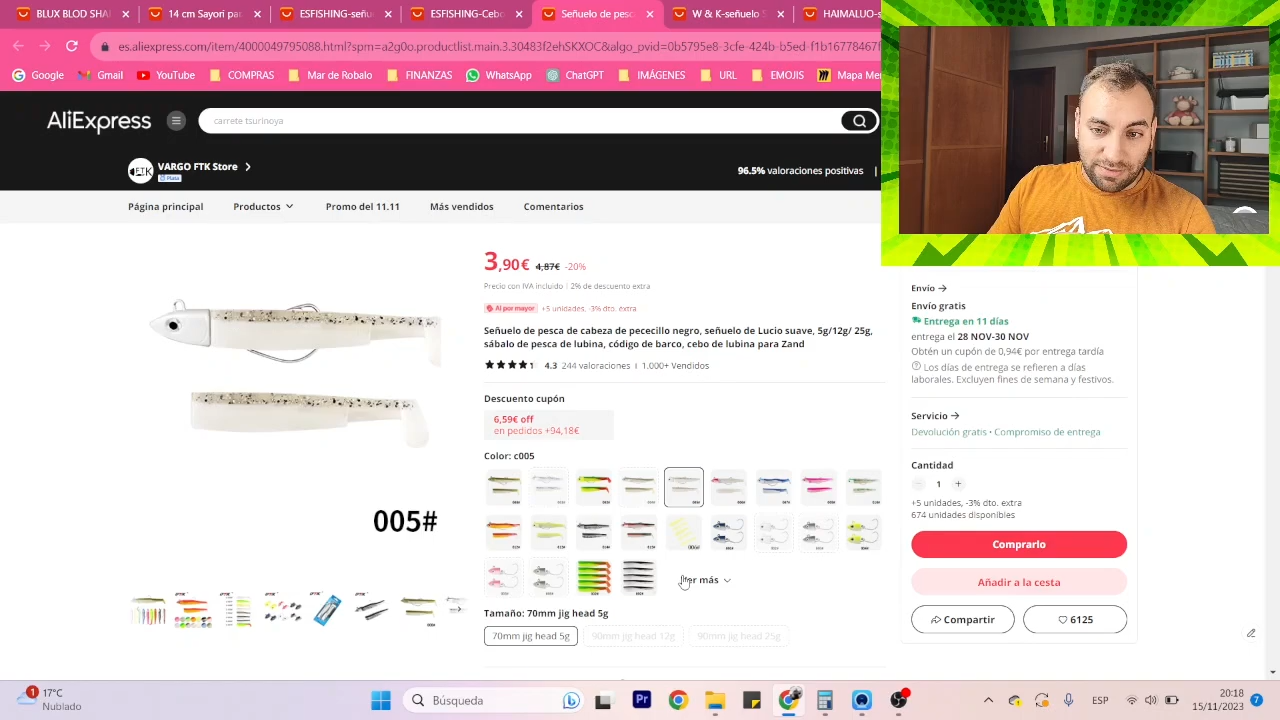 BLUX BLOD SHA
14 cm Sayori pa
ESFISHING-señu
ESFISHING-Cebo
Señuelo de pesc
W & K-señuelo S
HAIMALUO-
es.aliexpress.com/item/4000049795088.html?spm=a2g0o.productlist.main.3.30483f2ehSKXOC&algo_pvid=0b5795e8-3cfe-424b-b5ed-f1b16778467f
Google
Gmail
YouTube
COMPRAS
Mar de Robalo
FINANZAS
WhatsApp
ChatGPT
IMÁGENES
URL
EMOJIS
Mapa Me
AliExpress
carrete tsurinoya
FTK
VARGO FTK Store
Plata
96.5% valoraciones positivas
Página principal
Productos
Promo del 11.11
Más vendidos
Comentarios
3,90€ 4,87€ -20%
Precio con IVA incluido | 2% de descuento extra
Al por mayor +5 unidades, -3% dto. extra
Señuelo de pesca de cabeza de pececillo negro, señuelo de Lucio suave, 5g/12g/ 25g,
sábalo de pesca de lubina, código de barco, cebo de lubina para Zand
4.3 244 valoraciones | 1.000+ Vendidos
Descuento cupón
6,59€ off
en pedidos +94,18€
Color: c005
005#
Ver más
Tamaño: 70mm jig head 5g
70mm jig head 5g
90mm jig head 12g
90mm jig head 25g
Envío
Envío gratis
Entrega en 11 días
entrega el 28 NOV-30 NOV
Obtén un cupón de 0,94€ por entrega tardía
Los días de entrega se refieren a días
laborales. Excluyen fines de semana y festivos.
Servicio
Devolución gratis • Compromiso de entrega
Cantidad
1
+5 unidades, -3% dto. extra
674 unidades disponibles
Comprarlo
Añadir a la cesta
Compartir
6125
1
17°C
Nublado
Búsqueda
Pr
ESP
20:18
15/11/2023
7